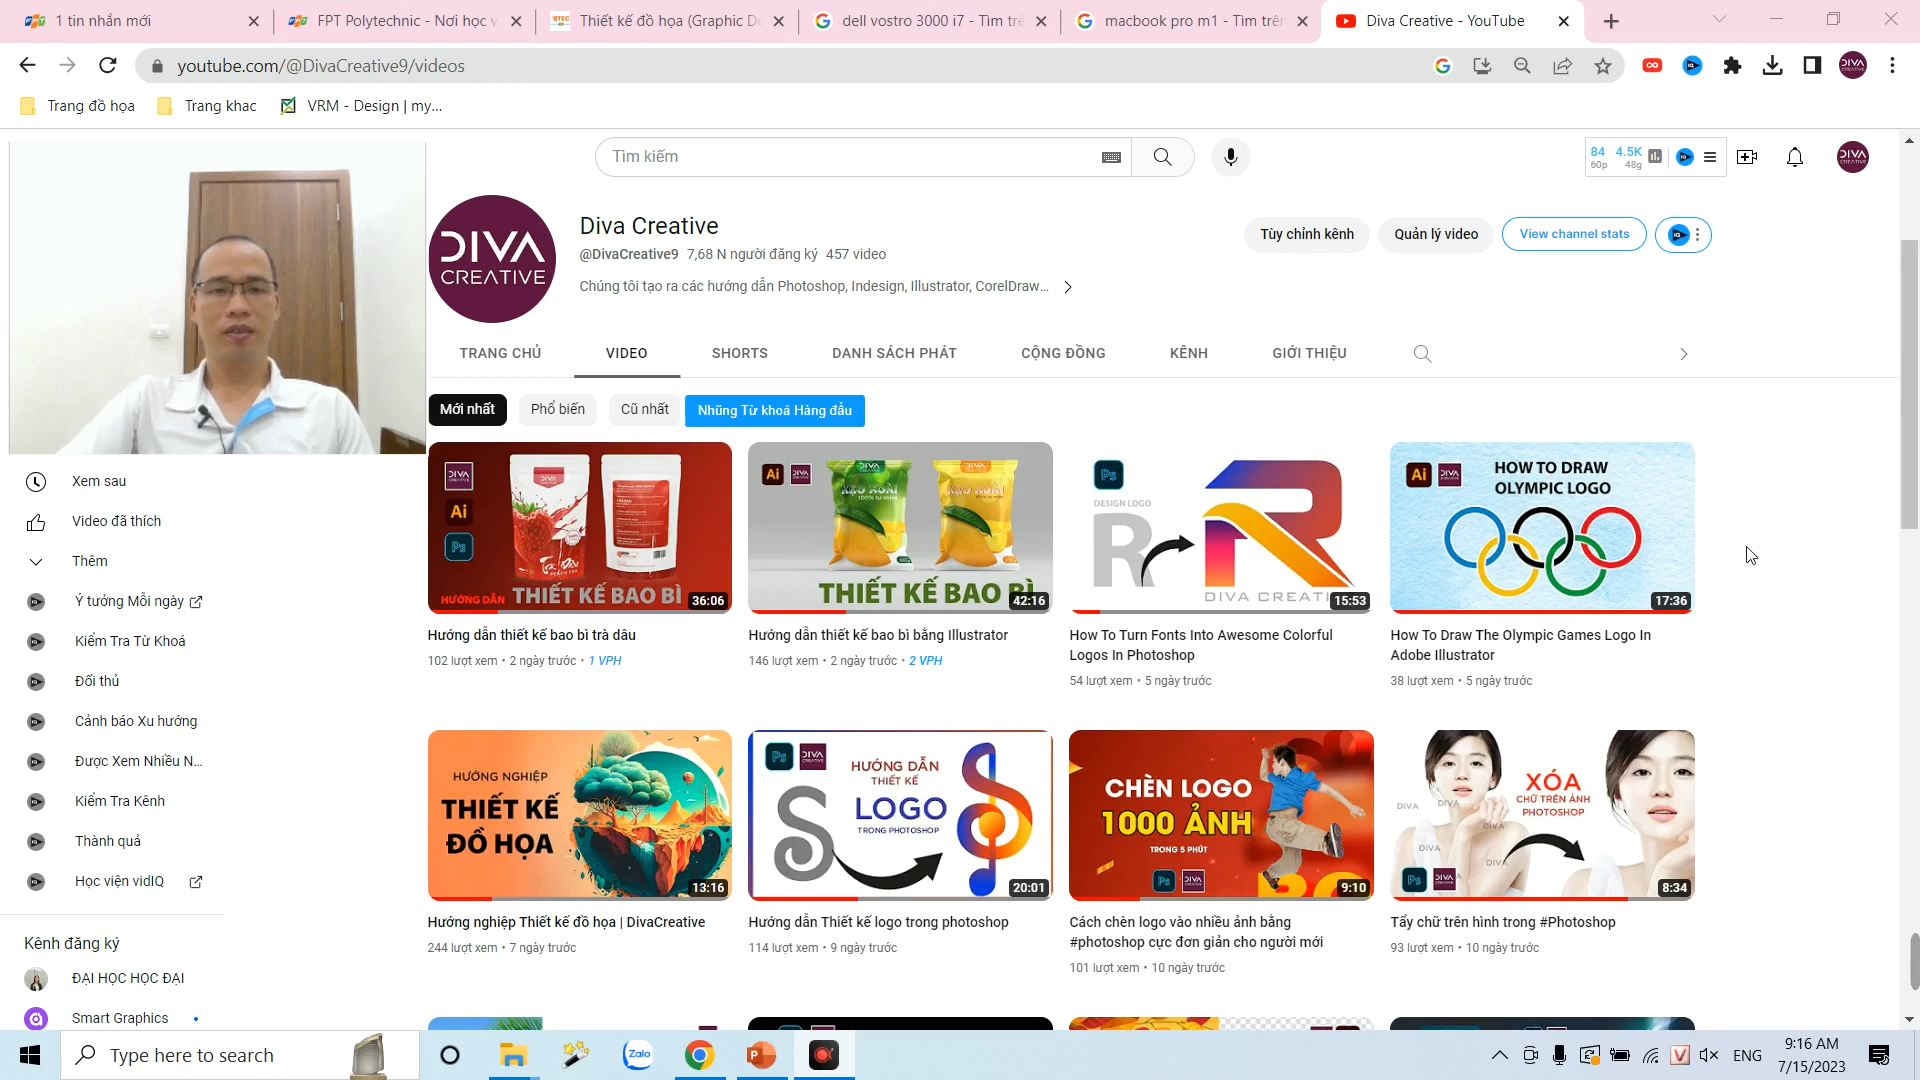 1 tin nhắn mới
FPT Polytechnic - Nơi học v
Thiết kế đồ họa (Graphic De
dell vostro 3000 i7 - Tìm trê
macbook pro m1 - Tìm trên
Diva Creative - YouTube
youtube.com/@DivaCreative9/videos
Trang đồ họa
Trang khac
VRM - Design | my...
Tìm kiếm
84 4.5K
60p 48g
Diva Creative
@DivaCreative9 7,68 N người đăng ký 457 video
Chúng tôi tạo ra các hướng dẫn Photoshop, Indesign, Illustrator, CorelDraw...
Tùy chỉnh kênh
Quản lý video
View channel stats
DIVA
CREATIVE
TRANG CHỦ
VIDEO
SHORTS
DANH SÁCH PHÁT
CỘNG ĐỒNG
KÊNH
GIỚI THIỆU
Mới nhất
Phổ biến
Cũ nhất
Những Từ khoá Hàng đầu
Ai
Ps
HƯỚNG DẪN THIẾT KẾ BAO BÌ
36:06
Hướng dẫn thiết kế bao bì trà dâu
102 lượt xem • 2 ngày trước • 1 VPH
Ai
THIẾT KẾ BAO BÌ
42:16
Hướng dẫn thiết kế bao bì bằng Illustrator
146 lượt xem • 2 ngày trước • 2 VPH
Ps
DESIGN LOGO
R
DIVA CREATI
15:53
How To Turn Fonts Into Awesome Colorful
Logos In Photoshop
54 lượt xem • 5 ngày trước
Ai
HOW TO DRAW
OLYMPIC LOGO
17:36
How To Draw The Olympic Games Logo In
Adobe Illustrator
38 lượt xem • 5 ngày trước
HƯỚNG NGHIỆP
THIẾT KẾ
ĐỒ HỌA
13:16
Hướng nghiệp Thiết kế đồ họa | DivaCreative
244 lượt xem • 7 ngày trước
Ps
HƯỚNG DẪN
THIẾT KẾ
LOGO
TRONG PHOTOSHOP
20:01
Hướng dẫn Thiết kế logo trong photoshop
114 lượt xem • 9 ngày trước
CHÈN LOGO
1000 ẢNH
TRONG 5 PHÚT
Ps
9:10
Cách chèn logo vào nhiều ảnh bằng
#photoshop cực đơn giản cho người mới
101 lượt xem • 10 ngày trước
XÓA
CHỮ TRÊN ẢNH
PHOTOSHOP
DIVA
DIVA
DIVA
DIVA
DIVA
Ps
8:34
Tẩy chữ trên hình trong #Photoshop
93 lượt xem • 10 ngày trước
Xem sau
Video đã thích
Thêm
Ý tưởng Mỗi ngày
Kiểm Tra Từ Khoá
Đối thủ
Cảnh báo Xu hướng
Được Xem Nhiều N...
Kiểm Tra Kênh
Thành quả
Học viện vidIQ
Kênh đăng ký
ĐẠI HỌC HỌC ĐẠI
Smart Graphics
Type here to search
Zalo
ENG
9:16 AM
7/15/2023